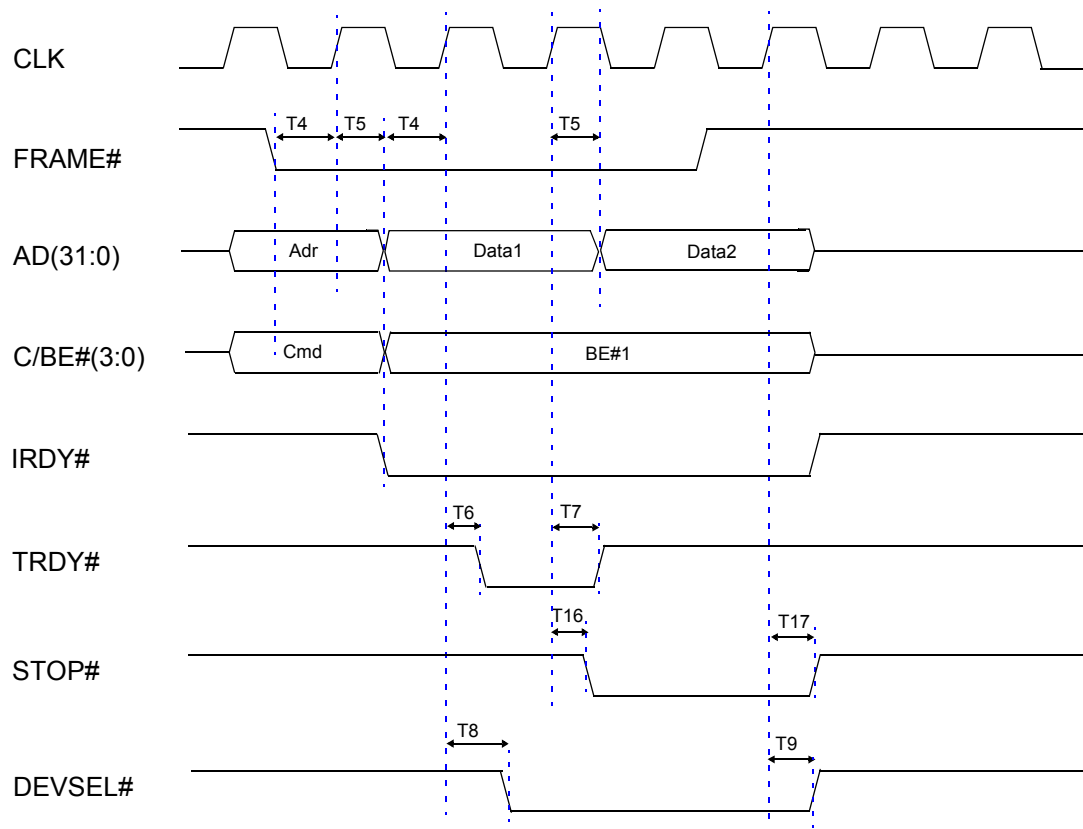 CLK
T4 T5 T4 T5
FRAME#
AD(31:0)
Adr Data1 Data2
C/BE#(3:0)
Cmd BE#1
IRDY#
T6 T7
TRDY#
T16 T17
STOP#
T8 T9
DEVSEL#